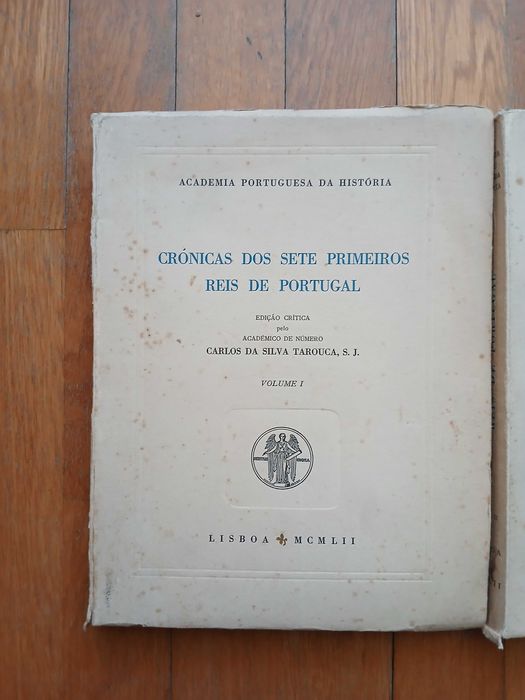 ACADEMIA PORTUGUESA DA HISTÓRIA
CRÓNICAS DOS SETE PRIMEIROS
REIS DE PORTUGAL
EDIÇÃO CRÍTICA
pelo
ACADÉMICO DE NÚMERO
CARLOS DA SILVA TAROUCA, S. J.
VOLUME I
LISBOA MCMLII